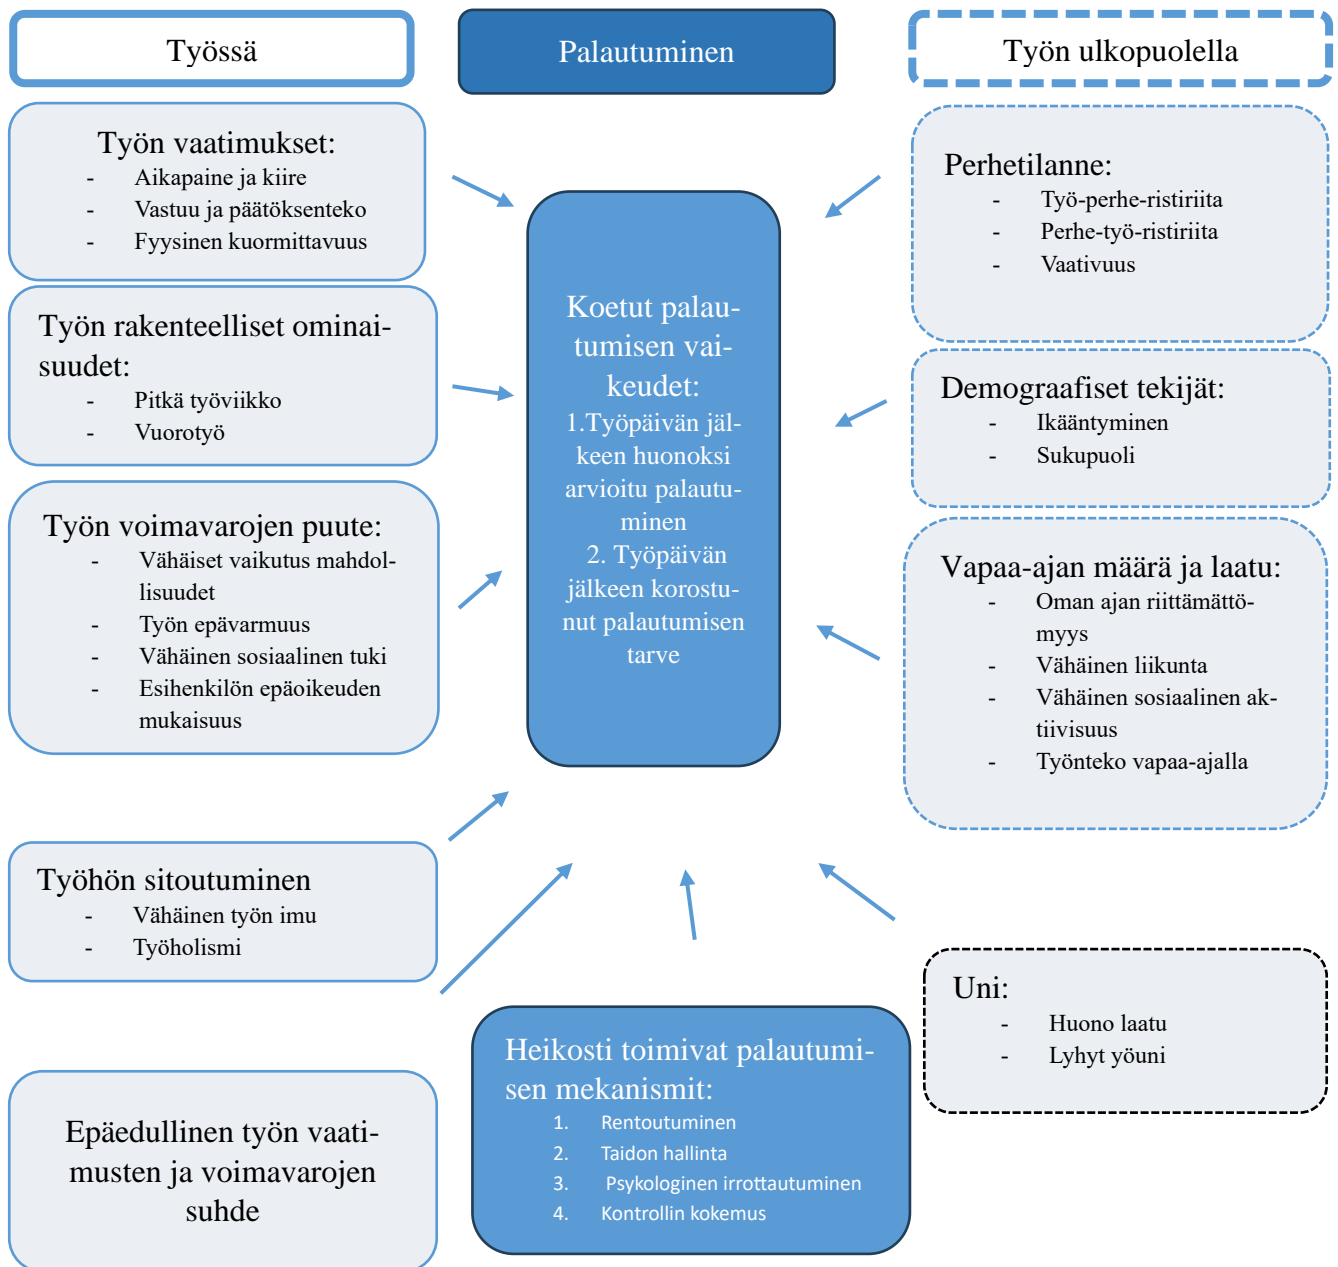 Työssä
Palautuminen
Työn ulkopuolella
Työn vaatimukset:
- Aikapaine ja kiire
- Vastuu ja päätöksenteko
- Fyysinen kuormittavuus
Työn rakenteelliset ominai-
suudet:
- Pitkä työviikko
- Vuorotyö
Työn voimavarojen puute:
- Vähäiset vaikutus mahdol-
lisuudet
- Työn epävarmuus
- Vähäinen sosiaalinen tuki
- Esihenkilön epäoikeuden
mukaisuus
Työhön sitoutuminen
- Vähäinen työn imu
- Työholismi
Epäedullinen työn vaati-
musten ja voimavarojen
suhde
Koetut palau-
tumisen vai-
keudet:
1.Työpäivän jäl-
keen huonoksi
arvioitu palautu-
minen
2. Työpäivän
jälkeen korostu-
nut palautumisen
tarve
Heikosti toimivat palautumi-
sen mekanismit:
1. Rentoutuminen
2. Taidon hallinta
3. Psykologinen irrottautuminen
4. Kontrollin kokemus
Perhetilanne:
- Työ-perhe-ristiriita
- Perhe-työ-ristiriita
- Vaativuus
Demograafiset tekijät:
- Ikääntyminen
- Sukupuoli
Vapaa-ajan määrä ja laatu:
- Oman ajan riittämättö-
myys
- Vähäinen liikunta
- Vähäinen sosiaalinen ak-
tiivisuus
- Työnteko vapaa-ajalla
Uni:
- Huono laatu
- Lyhyt yöuni